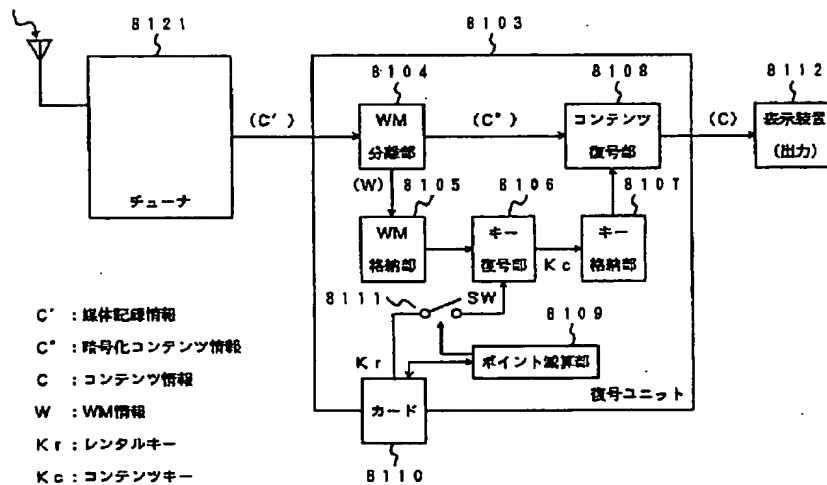 8121
8103
8104
8108
8112
(C')
WM
分離部
(C")
コンテンツ
復号部
(C)
表示装置
(出力)
(W)
8105
8106
8107
チューナ
WM
格納部
キー
復号部
Kc
キー
格納部
8111
SW
8109
Kr
ポイント減算部
カード
復号ユニット
8110
C' : 媒体記録情報
C" : 暗号化コンテンツ情報
C : コンテンツ情報
W : WM情報
Kr : レンタルキー
Kc : コンテンツキー